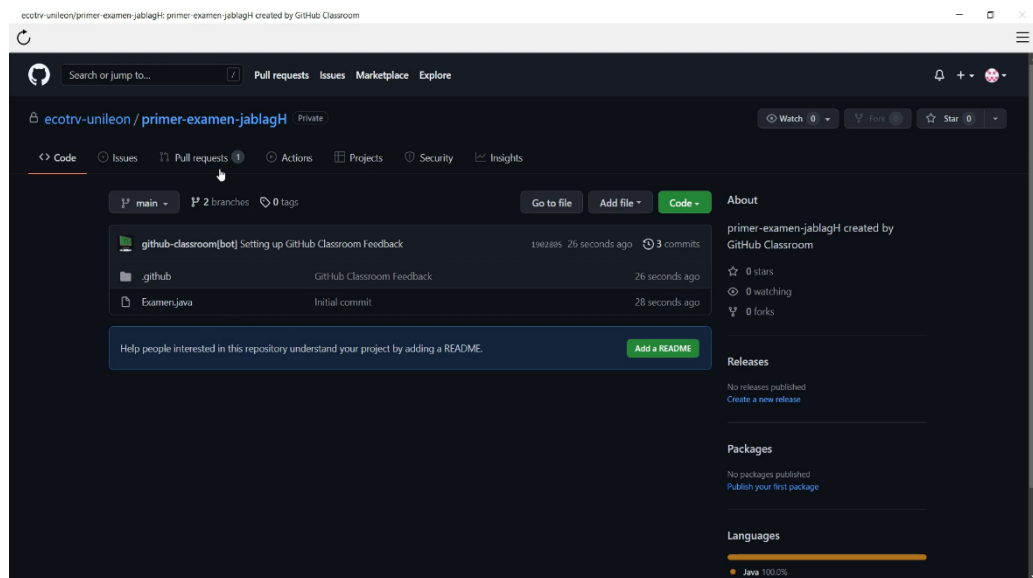 ecotrv-unileon/primer-examen-jablagH: primer-examen-jablagH created by GitHub Classroom
Search or jump to... / Pull requests Issues Marketplace Explore
ecotrv-unileon / primer-examen-jablagH Private
Watch 0 Fork 0 Star 0
<> Code Issues Pull requests 1 Actions Projects Security Insights
main 2 branches 0 tags Go to file Add file Code
github-classroom[bot] Setting up GitHub Classroom Feedback 1902805 26 seconds ago 3 commits
.github GitHub Classroom Feedback 26 seconds ago
Examen.java Initial commit 28 seconds ago
Help people interested in this repository understand your project by adding a README. Add a README
About
primer-examen-jablagH created by
GitHub Classroom
0 stars
0 watching
0 forks
Releases
No releases published
Create a new release
Packages
No packages published
Publish your first package
Languages
Java 100.0%